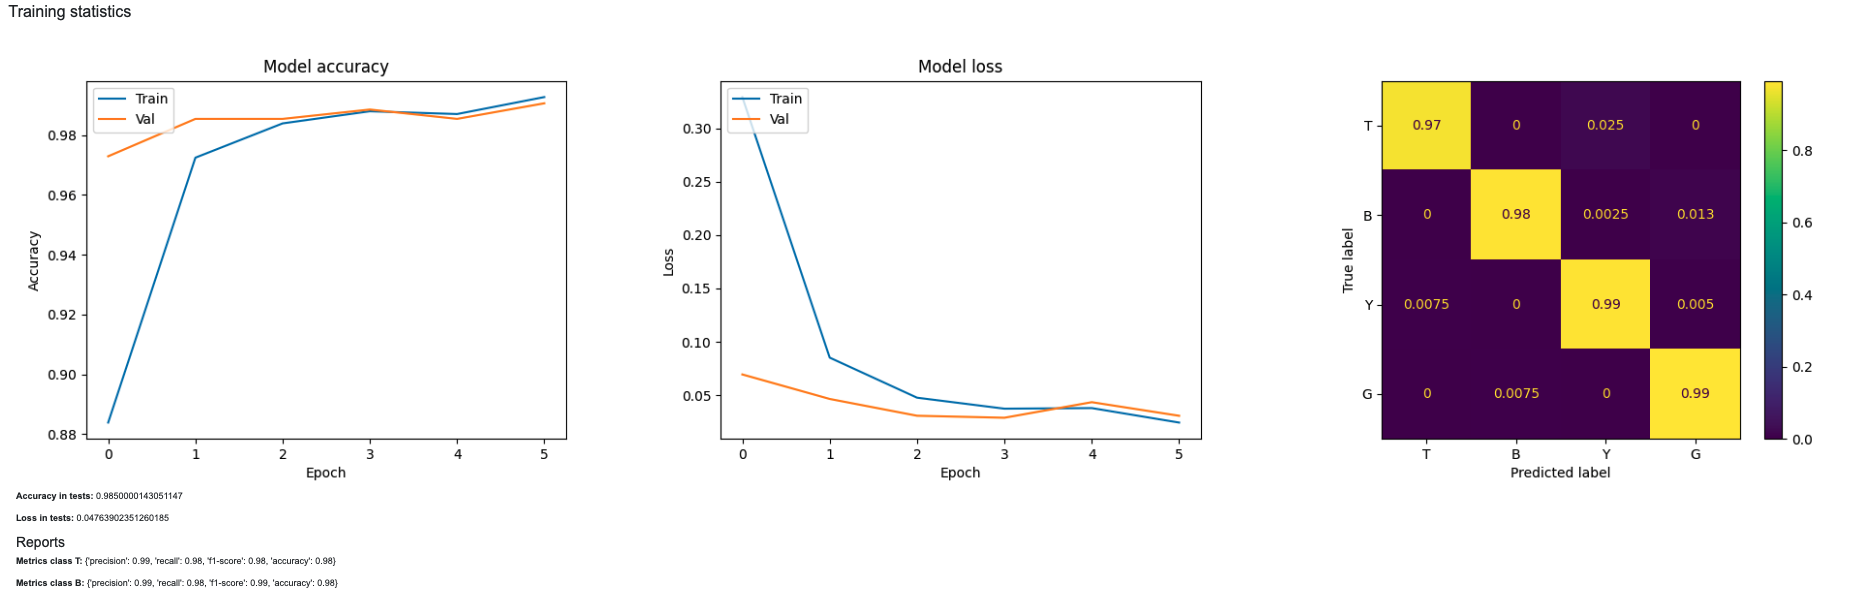 Training statistics
Model accuracy
Train
Val
0.98
0.96
0.94
0.92
0.90
0.88
Accuracy
0 1 2 3 4 5
Epoch
Model loss
Train
Val
0.30
0.25
0.20
0.15
0.10
0.05
Loss
0 1 2 3 4 5
Epoch
T 0.97 0 0.025 0
B 0 0.98 0.0025 0.013
Y 0.0075 0 0.99 0.005
G 0 0.0075 0 0.99
True label
T B Y G
Predicted label
0.8
0.6
0.4
0.2
0.0
Accuracy in tests: 0.9850000143051147
Loss in tests: 0.04763902351260185
Reports
Metrics class T: {'precision': 0.99, 'recall': 0.98, 'f1-score': 0.98, 'accuracy': 0.98}
Metrics class B: {'precision': 0.99, 'recall': 0.98, 'f1-score': 0.99, 'accuracy': 0.98}